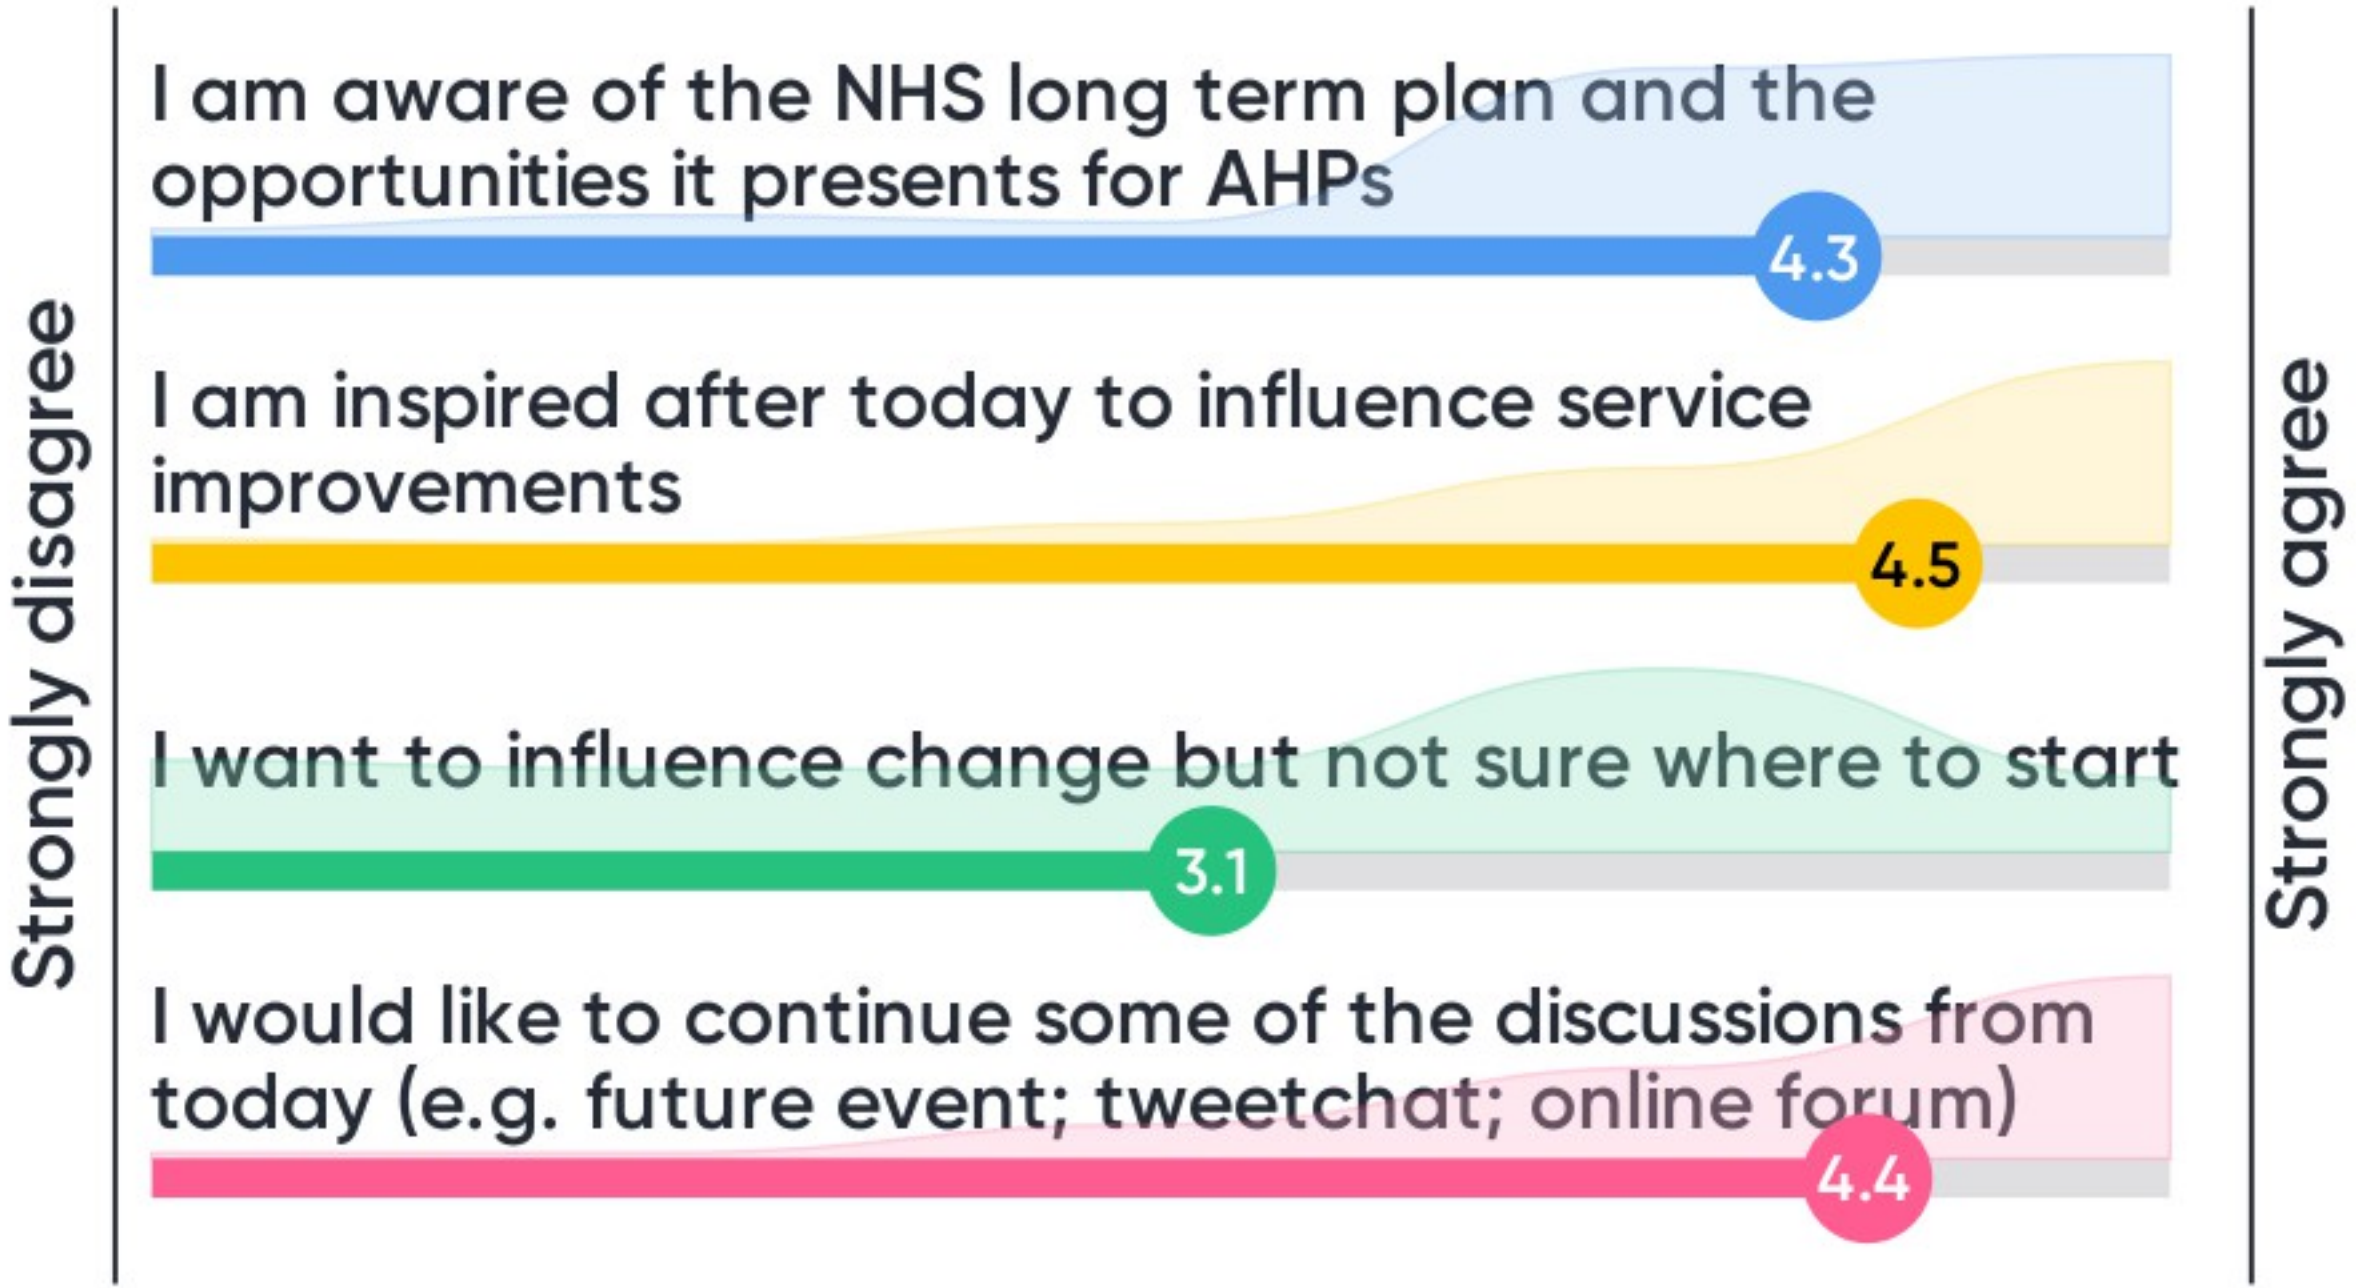 Strongly disagree
I am aware of the NHS long term plan and the
opportunities it presents for AHPs
4.3
I am inspired after today to influence service
improvements
4.5
I want to influence change but not sure where to start
3.1
I would like to continue some of the discussions from
today (e.g. future event; tweetchat; online forum)
4.4
Strongly agree